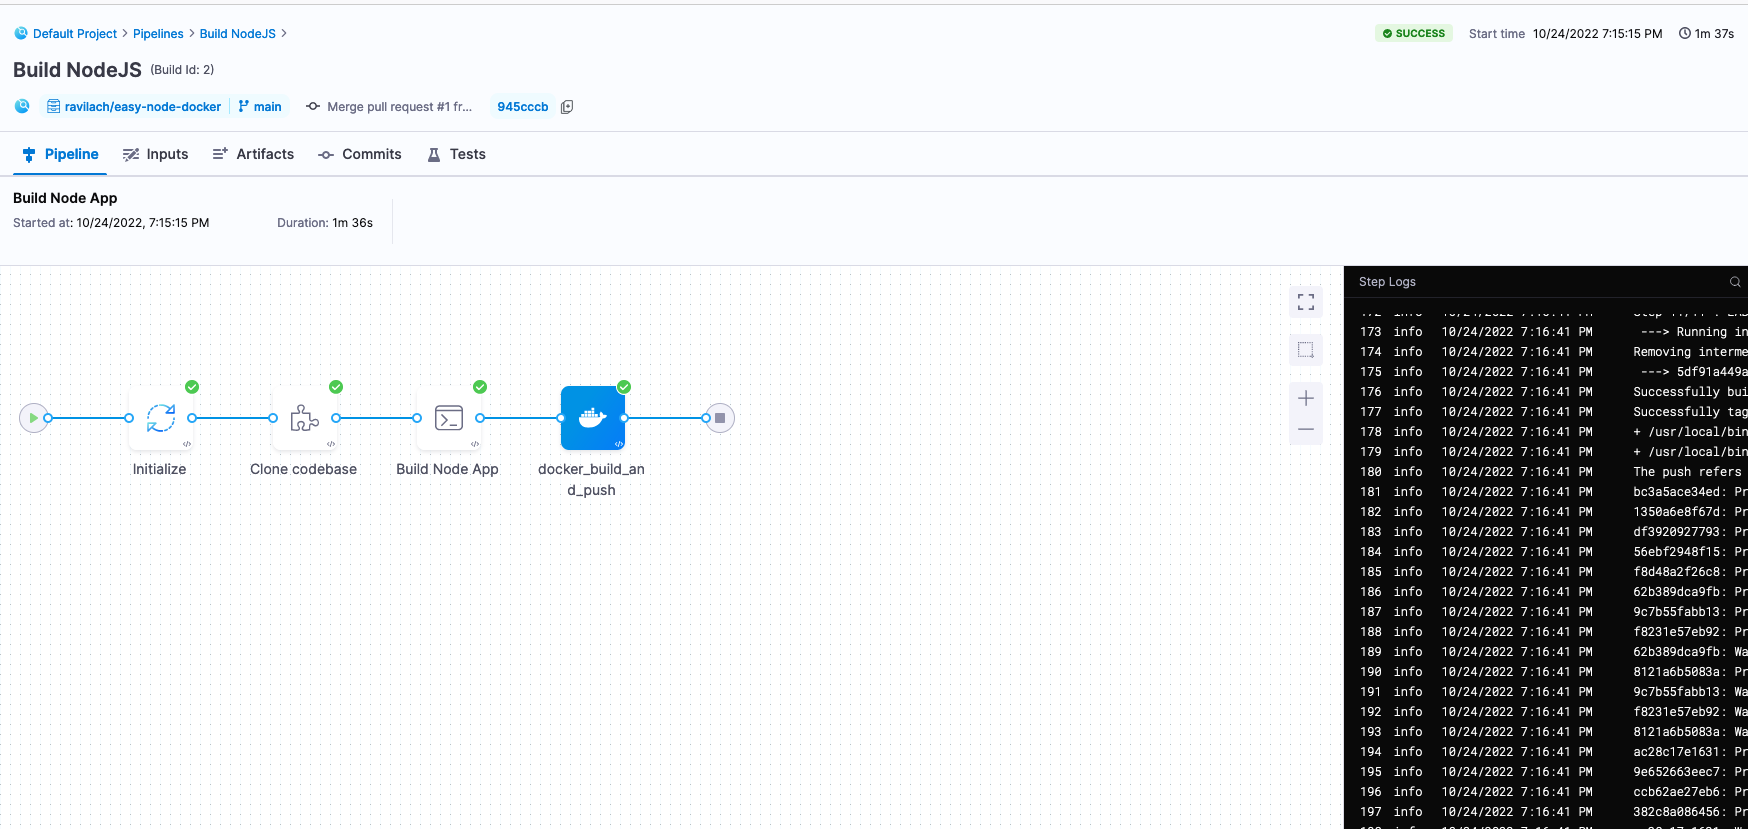 Default Project > Pipelines > Build NodeJS >
SUCCESS Start time 10/24/2022 7:15:15 PM 1m 37s
Build NodeJS (Build Id: 2)
ravilach/easy-node-docker main Merge pull request #1 fr... 945cccb
Pipeline Inputs Artifacts Commits Tests
Build Node App
Started at: 10/24/2022, 7:15:15 PM Duration: 1m 36s
Initialize
Clone codebase
Build Node App
docker_build_an
d_push
Step Logs
173 info 10/24/2022 7:16:41 PM ---> Running in
174 info 10/24/2022 7:16:41 PM Removing interme
175 info 10/24/2022 7:16:41 PM ---> 5df91a449a
176 info 10/24/2022 7:16:41 PM Successfully bui
177 info 10/24/2022 7:16:41 PM Successfully tag
178 info 10/24/2022 7:16:41 PM + /usr/local/bin
179 info 10/24/2022 7:16:41 PM + /usr/local/bin
180 info 10/24/2022 7:16:41 PM The push refers
181 info 10/24/2022 7:16:41 PM bc3a5ace34ed: Pr
182 info 10/24/2022 7:16:41 PM 1350a6e8f67d: Pr
183 info 10/24/2022 7:16:41 PM df3920927793: Pr
184 info 10/24/2022 7:16:41 PM 56ebf2948f15: Pr
185 info 10/24/2022 7:16:41 PM f8d48a2f26c8: Pr
186 info 10/24/2022 7:16:41 PM 62b389dca9fb: Pr
187 info 10/24/2022 7:16:41 PM 9c7b55fabb13: Pr
188 info 10/24/2022 7:16:41 PM f8231e57eb92: Pr
189 info 10/24/2022 7:16:41 PM 62b389dca9fb: Wa
190 info 10/24/2022 7:16:41 PM 8121a6b5083a: Pr
191 info 10/24/2022 7:16:41 PM 9c7b55fabb13: Wa
192 info 10/24/2022 7:16:41 PM f8231e57eb92: Wa
193 info 10/24/2022 7:16:41 PM 8121a6b5083a: Wa
194 info 10/24/2022 7:16:41 PM ac28c17e1631: Pr
195 info 10/24/2022 7:16:41 PM 9e652663eec7: Pr
196 info 10/24/2022 7:16:41 PM ccb62ae27eb6: Pr
197 info 10/24/2022 7:16:41 PM 382c8a086456: Pr